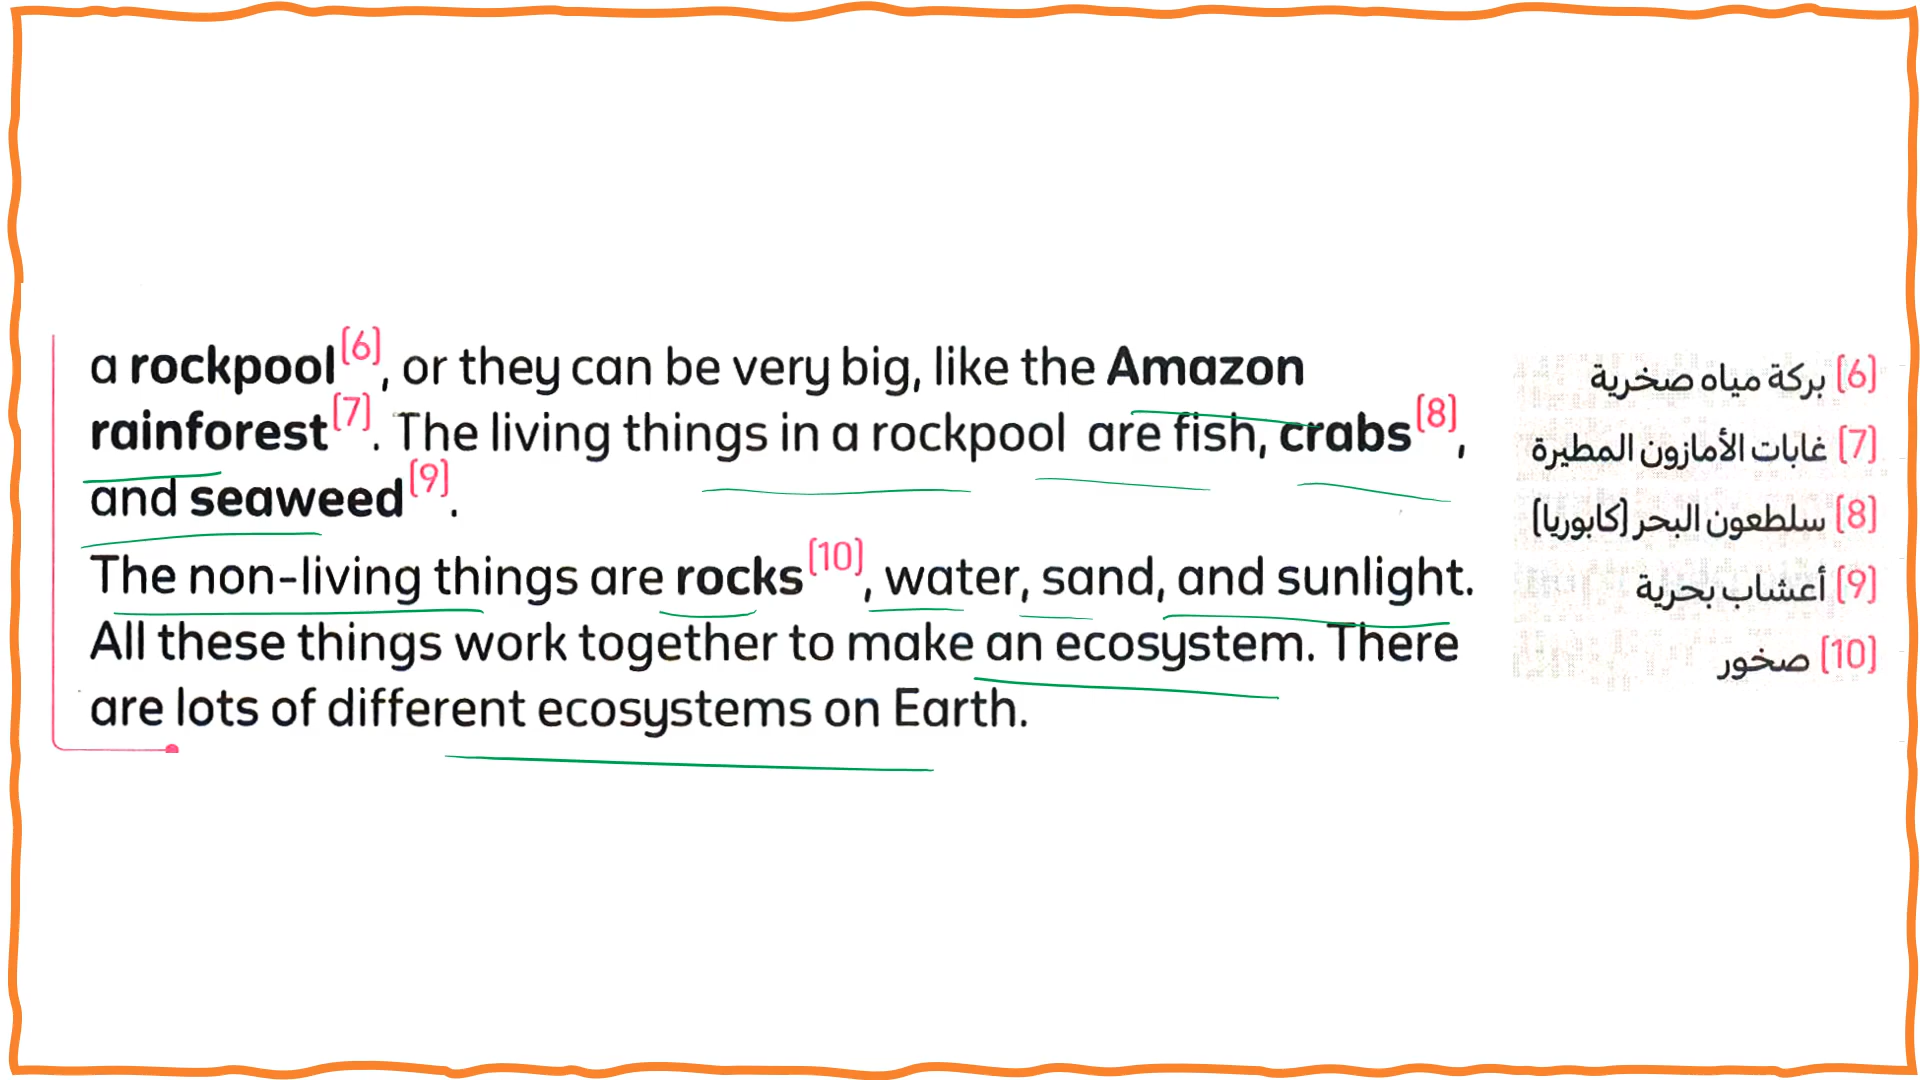 a rockpool[6], or they can be very big, like the Amazon
rainforest[7]. The living things in a rockpool are fish, crabs[8],
and seaweed[9].
The non-living things are rocks[10], water, sand, and sunlight.
All these things work together to make an ecosystem. There
are lots of different ecosystems on Earth.
[6] بركة مياه صخرية
[7] غابات الأمازون المطيرة
[8] سلطعون البحر (كابوريا)
[9] أعشاب بحرية
[10] صخور